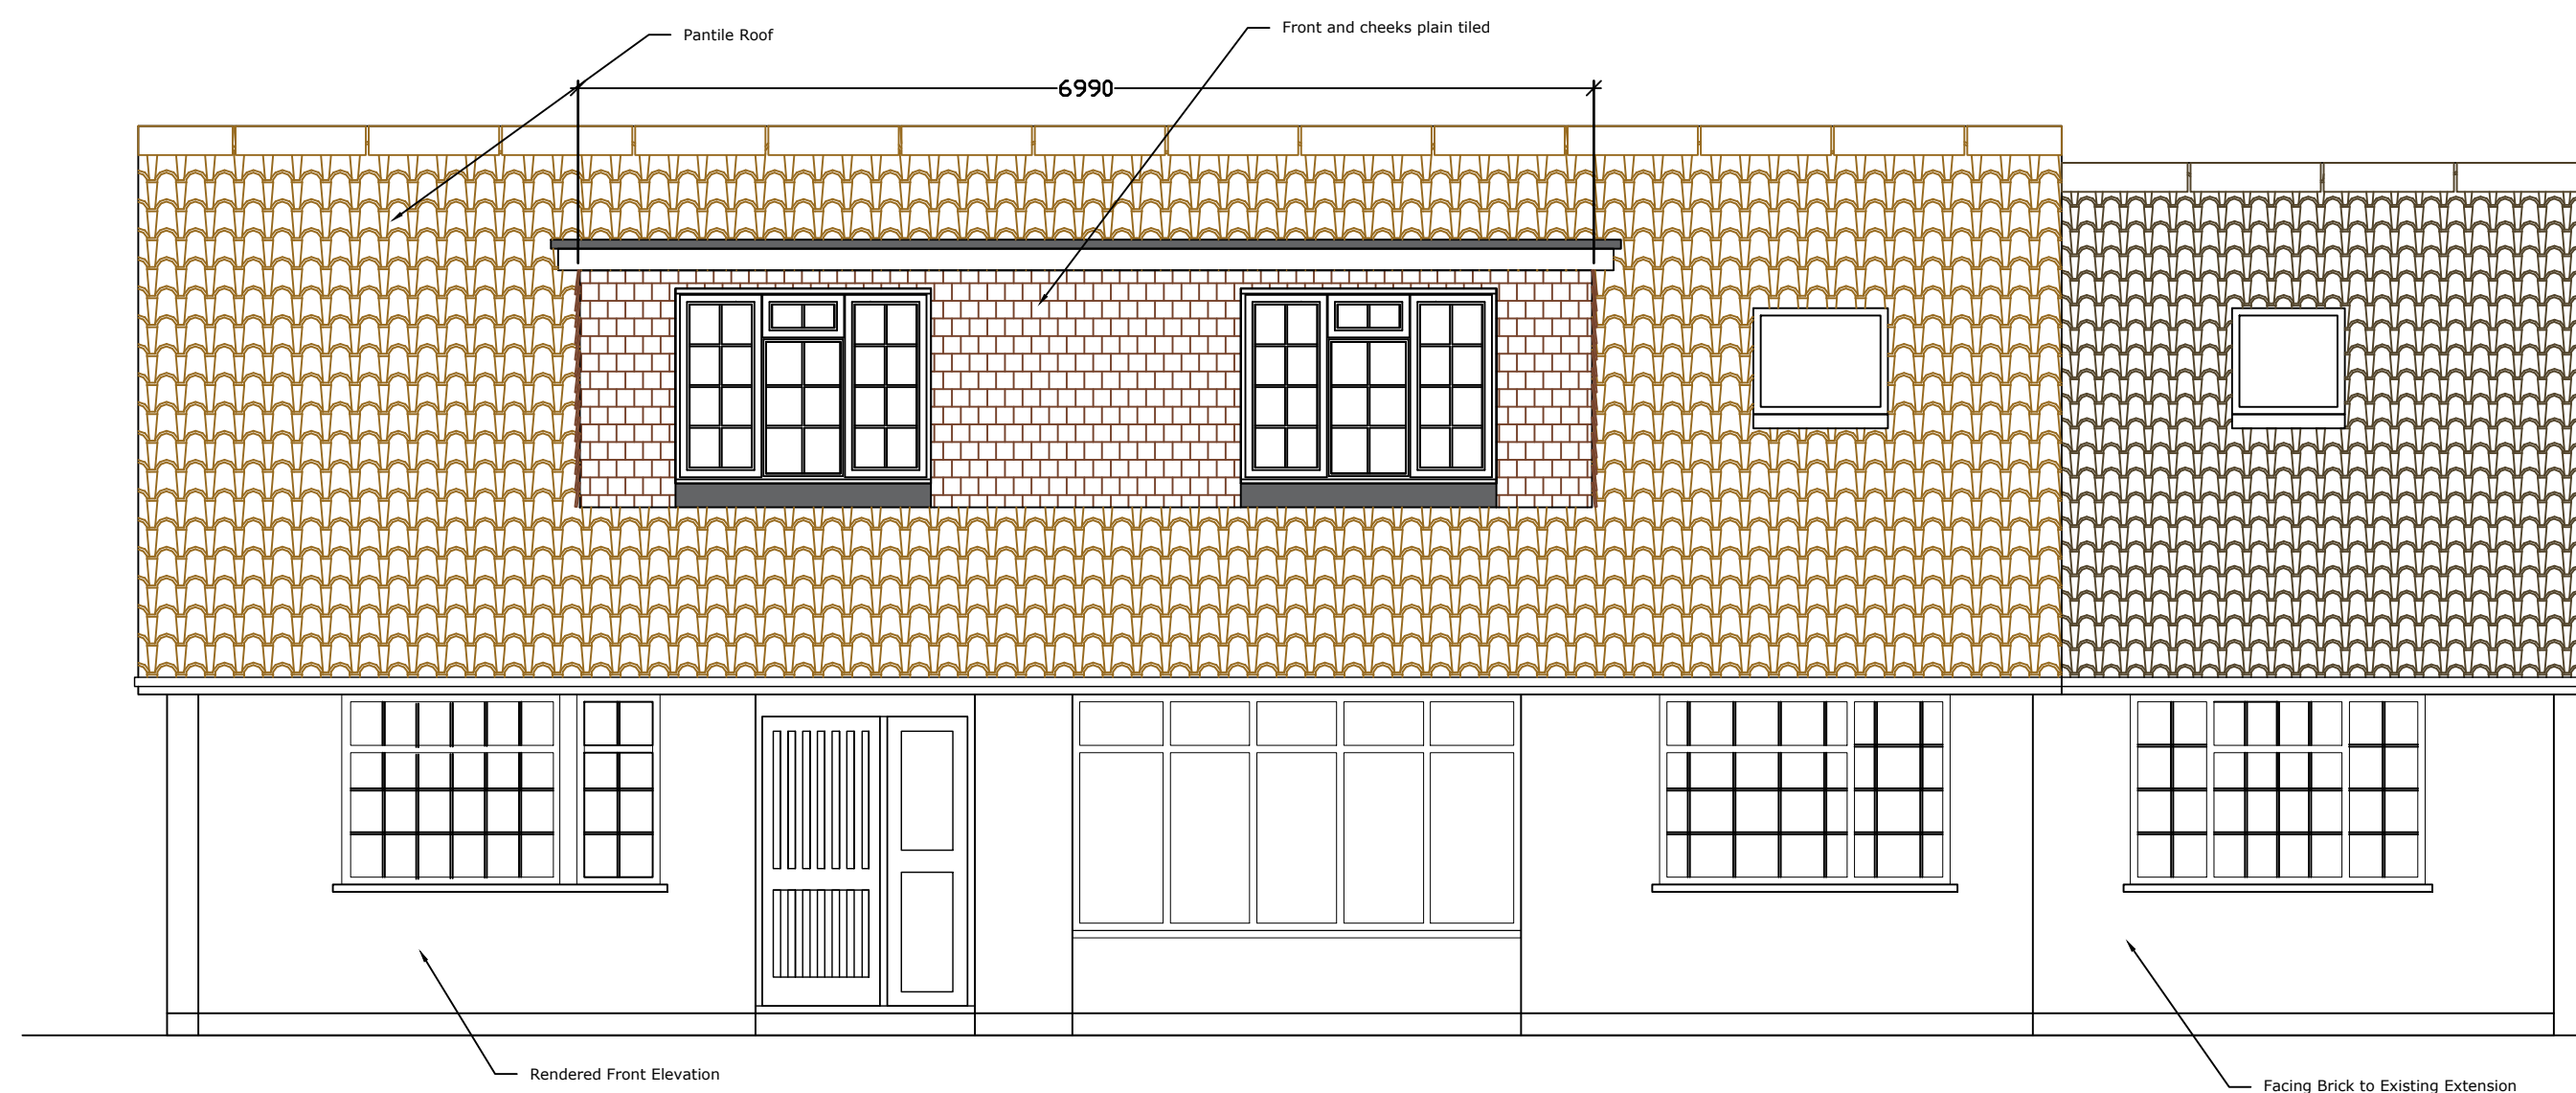 Front and cheeks plain tiled
Pantile Roof
6990
Rendered Front Elevation
Facing Brick to Existing Extension